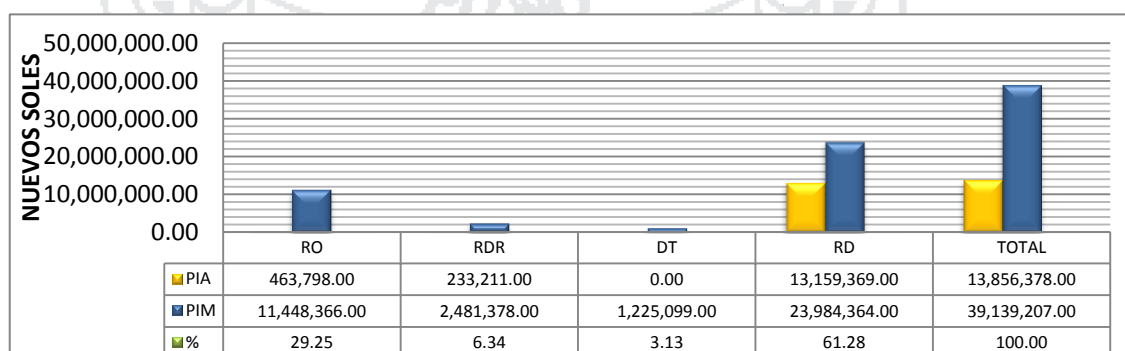 NUEVOS SOLES
50,000,000.00
40,000,000.00
30,000,000.00
20,000,000.00
10,000,000.00
0.00
RO RDR DT RD TOTAL
PIA 463,798.00 233,211.00 0.00 13,159,369.00 13,856,378.00
PIM 11,448,366.00 2,481,378.00 1,225,099.00 23,984,364.00 39,139,207.00
% 29.25 6.34 3.13 61.28 100.00